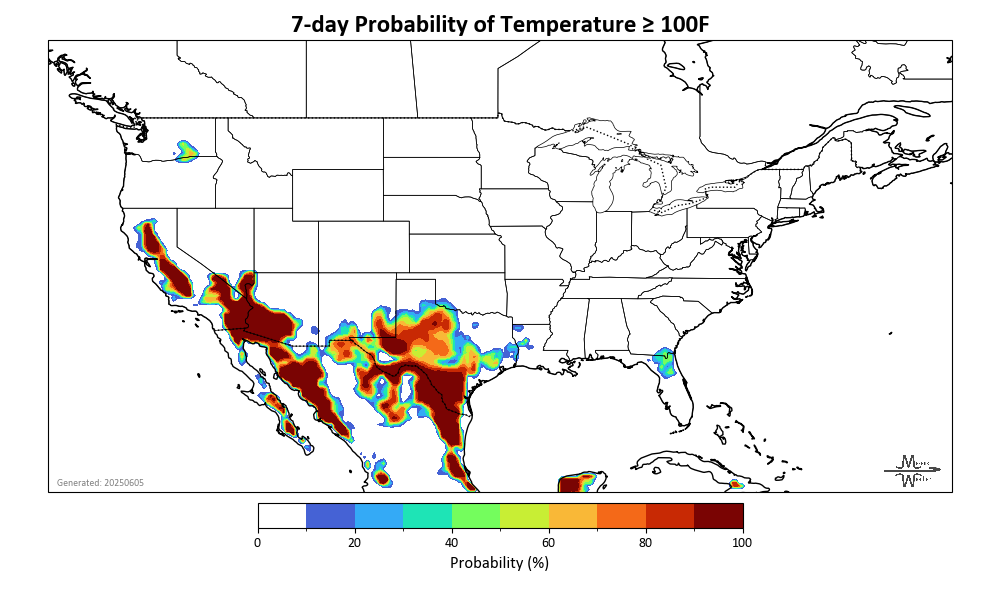 7-day Probability of Temperature ≥ 100F
Generated: 20250605
0 20 40 60 80 100
Probability (%)